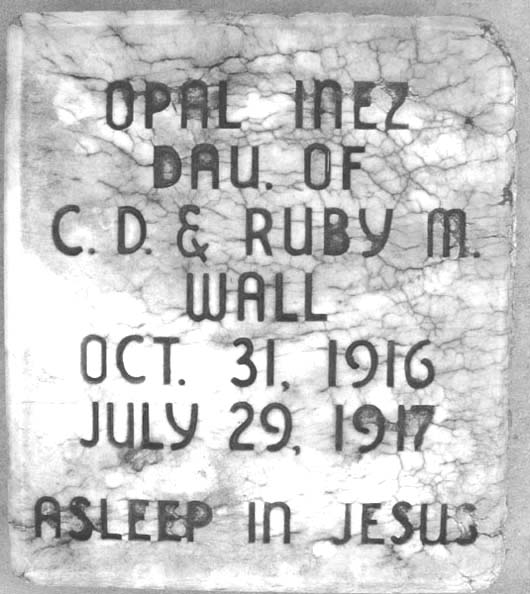 OPAL INEZ
DAU. OF
C. D. & RUBY M.
WALL
OCT. 31, 1916
JULY 29, 1917
ASLEEP IN JESUS